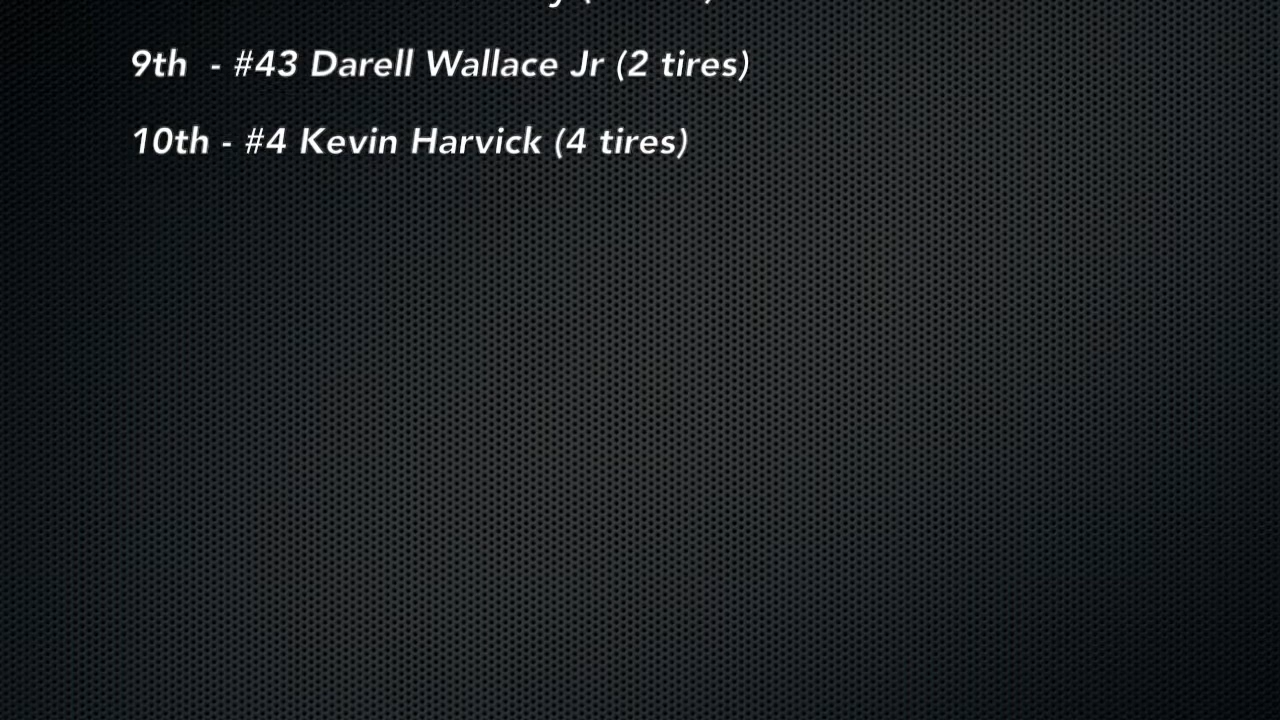 9th - #43 Darell Wallace Jr (2 tires)
10th - #4 Kevin Harvick (4 tires)